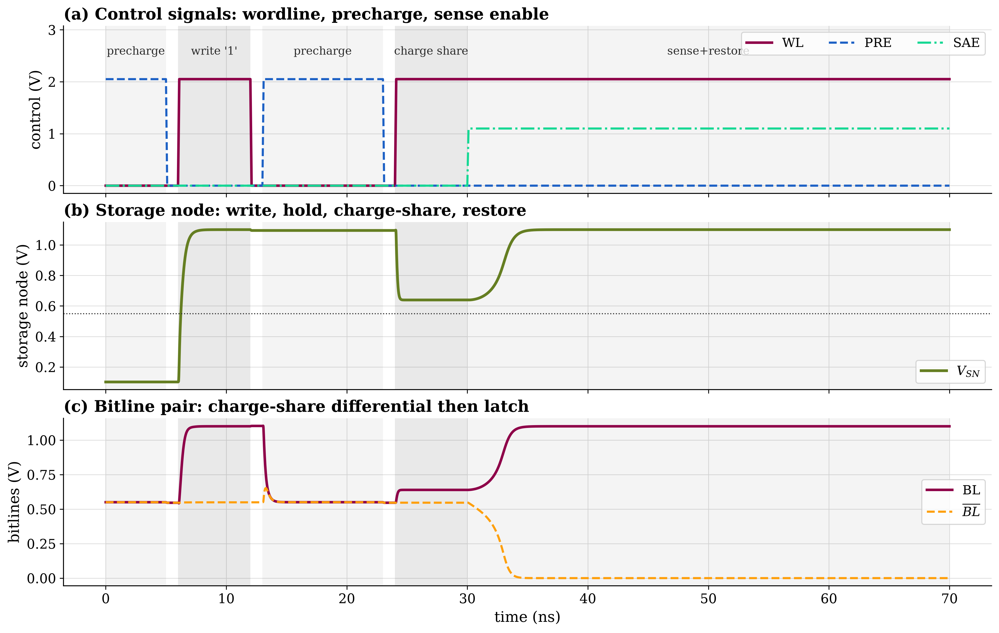 (a) Control signals: wordline, precharge, sense enable
control (V)
3
2
1
0
precharge
write '1'
precharge
charge share
sense+restore
WL PRE SAE
(b) Storage node: write, hold, charge-share, restore
storage node (V)
1.0
0.8
0.6
0.4
0.2
V_SN
(c) Bitline pair: charge-share differential then latch
bitlines (V)
1.00
0.75
0.50
0.25
0.00
BL
B̅L̅
0 10 20 30 40 50 60 70
time (ns)